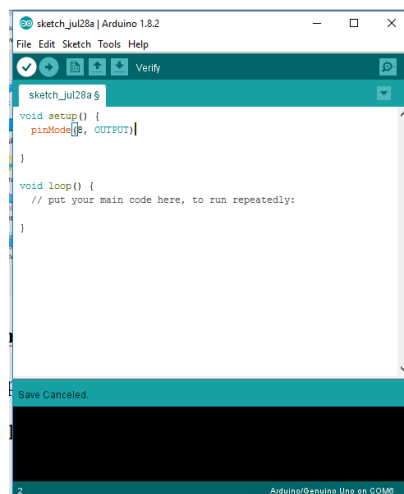 sketch_jul28a | Arduino 1.8.2
File Edit Sketch Tools Help
Verify
sketch_jul28a §
void setup() {
pinMode(8, OUTPUT)
}
void loop() {
// put your main code here, to run repeatedly:
}
Save Canceled.
2
Arduino/Genuino Uno on COM6